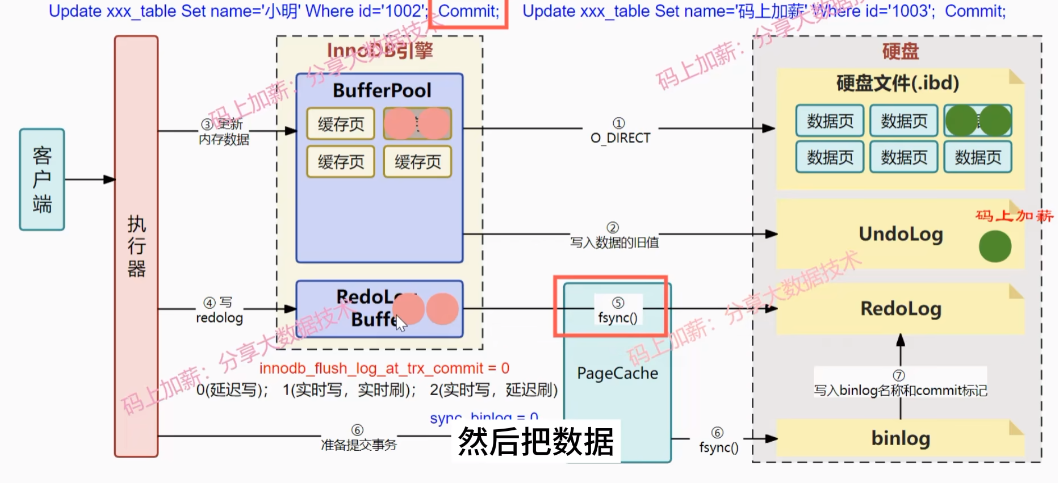 Update xxx_table Set name='小明' Where id='1002'; Commit;
Update xxx_table Set name='码上加薪' Where id='1003'; Commit;
InnoDB引擎
硬盘
BufferPool
缓存页
缓存页
缓存页
硬盘文件(.ibd)
数据页
数据页
数据页
数据页
数据页
客户端
执行器
③更新
内存数据
①
O_DIRECT
②
写入数据的旧值
码上加薪
UndoLog
④ 写
redolog
RedoLog
Buffer
⑤
fsync()
RedoLog
innodb_flush_log_at_trx_commit = 0
0(延迟写); 1(实时写，实时刷); 2(实时写，延迟刷)
PageCache
⑦
写入binlog名称和commit标记
sync_binlog = 0
⑥
准备提交事务
然后把数据
⑥
fsync()
binlog
码上加薪：分享大数据技术
码上加薪：分享大数据技术
码上加薪：分享大数据技术
码上加薪：分享大数据技术